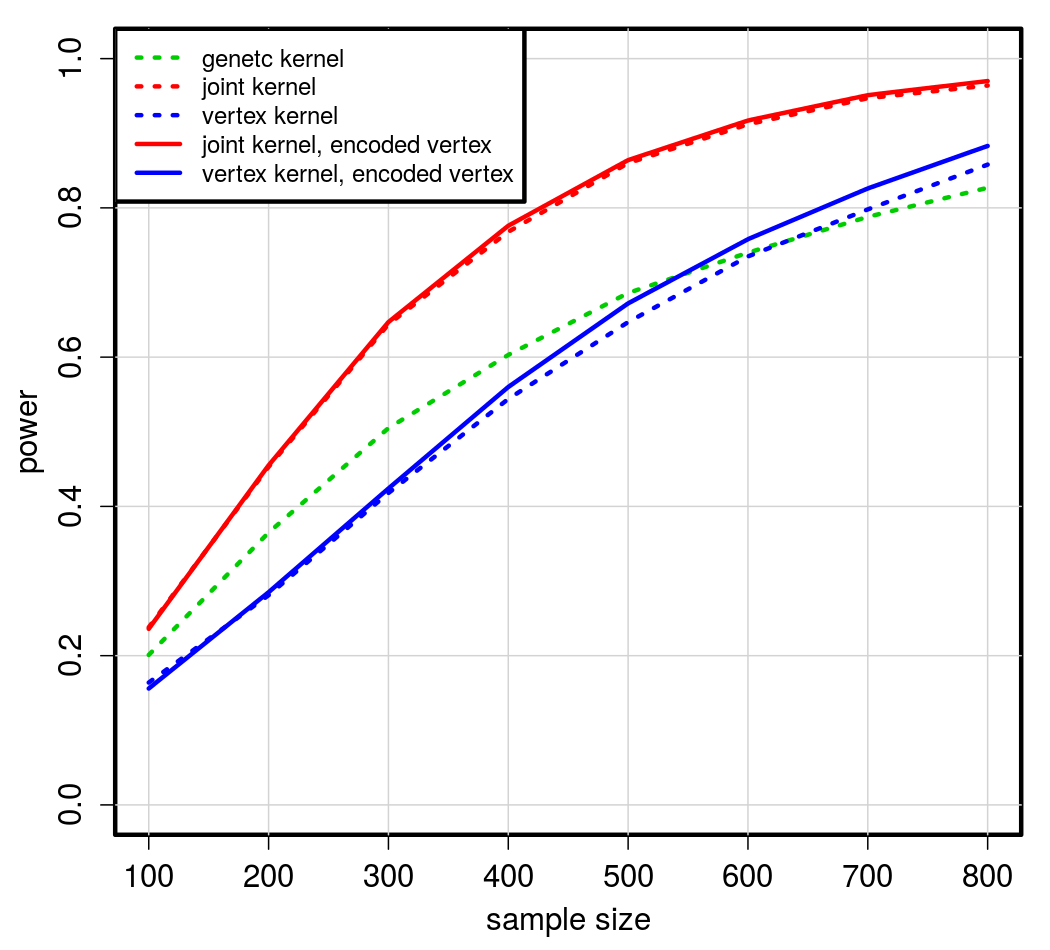 genetc kernel
joint kernel
vertex kernel
joint kernel, encoded vertex
vertex kernel, encoded vertex
1.0
0.8
0.6
0.4
0.2
0.0
power
100 200 300 400 500 600 700 800
sample size